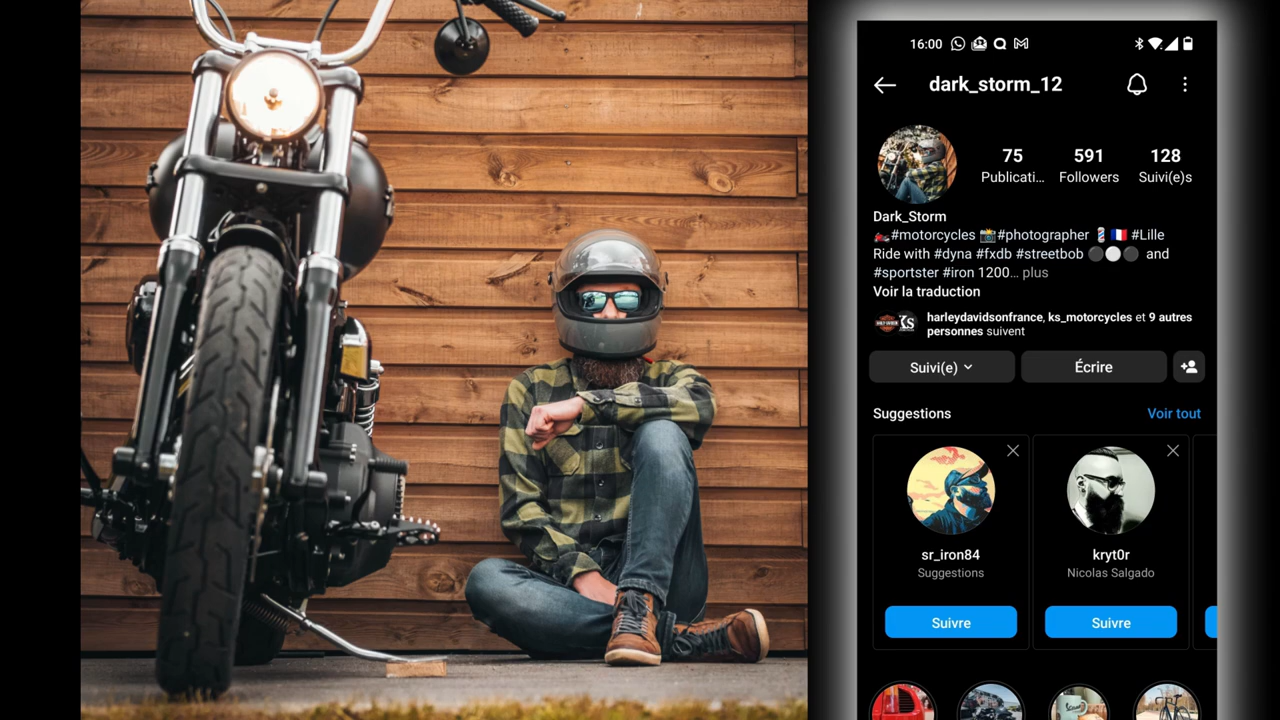 16:00
dark_storm_12
75
591
128
Publicati...
Followers
Suivi(e)s
Dark_Storm
🏍️#motorcycles 📸#photographer 💈🇫🇷 #Lille
Ride with #dyna #fxdb #streetbob ⚫⚪⚫ and
#sportster #iron 1200... plus
Voir la traduction
harleydavidsonfrance, ks_motorcycles et 9 autres
personnes suivent
Suivi(e)
Écrire
Suggestions
Voir tout
sr_iron84
Suggestions
Suivre
kryt0r
Nicolas Salgado
Suivre